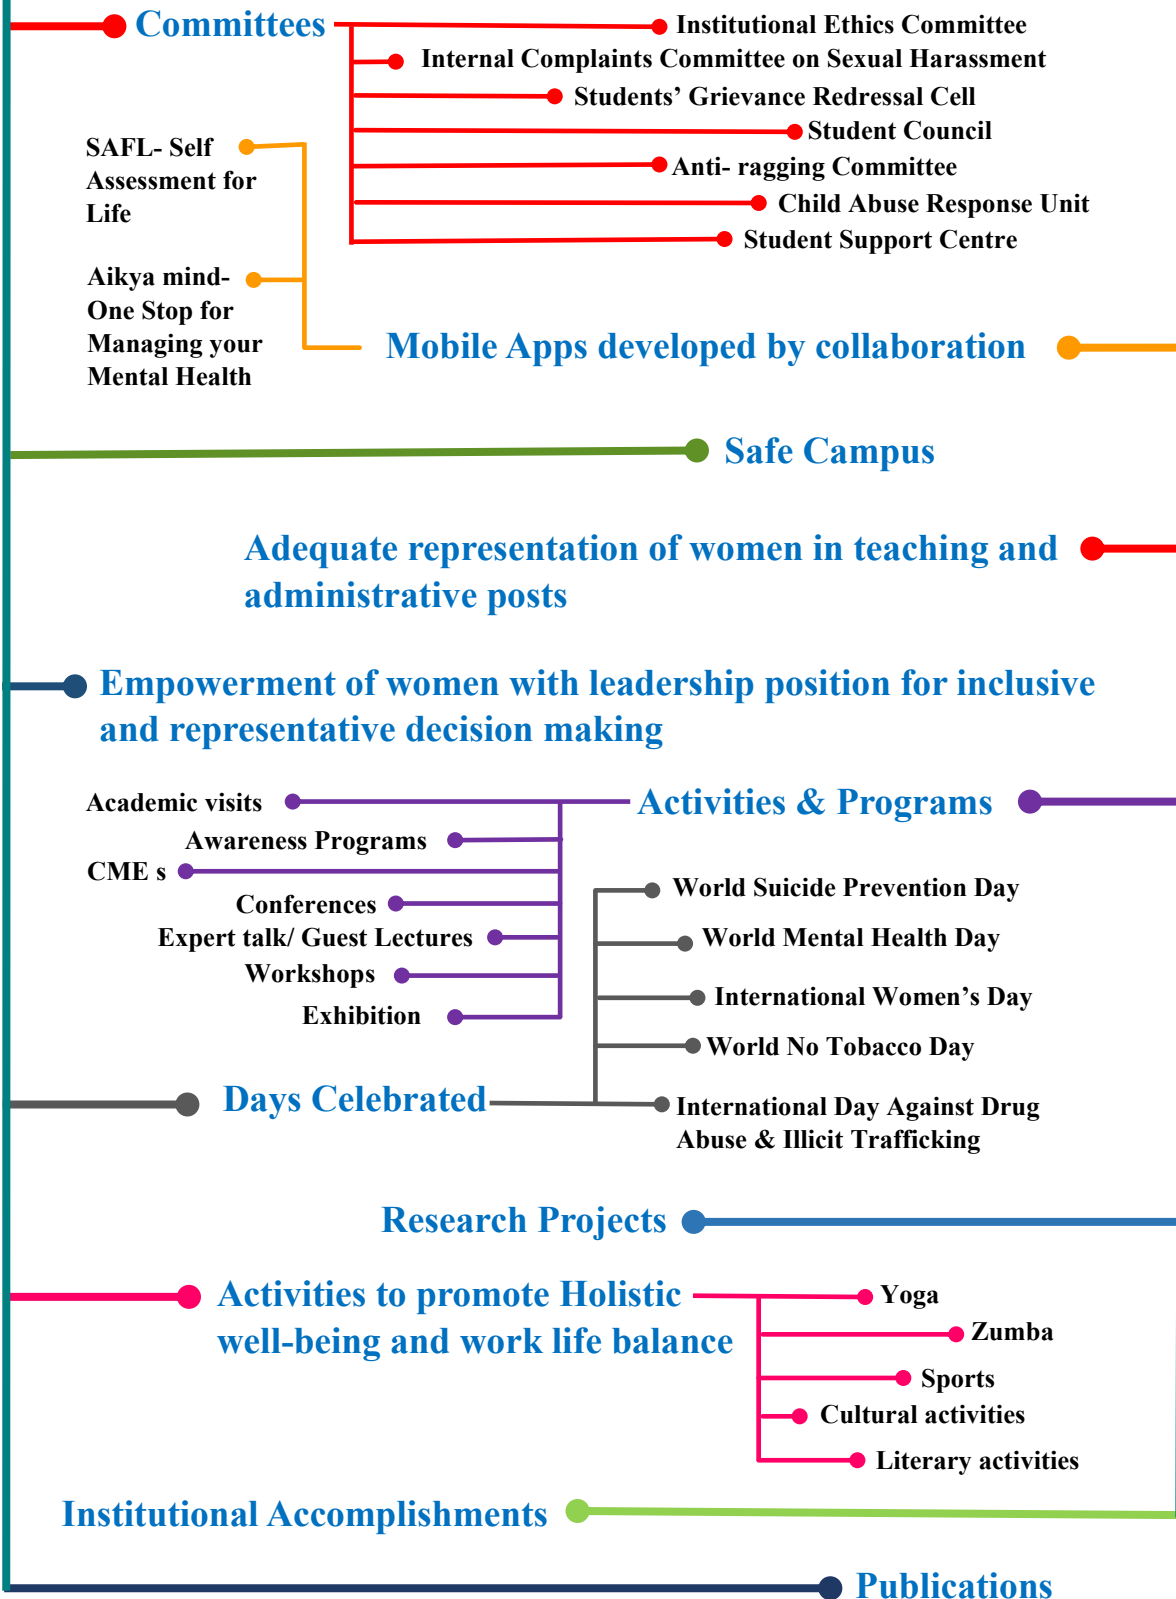 Committees
Institutional Ethics Committee
Internal Complaints Committee on Sexual Harassment
Students’ Grievance Redressal Cell
Student Council
Anti- ragging Committee
Child Abuse Response Unit
Student Support Centre
SAFL- Self
Assessment for
Life
Aikya mind-
One Stop for
Managing your
Mental Health
Mobile Apps developed by collaboration
Safe Campus
Adequate representation of women in teaching and
administrative posts
Empowerment of women with leadership position for inclusive
and representative decision making
Activities & Programs
Academic visits
Awareness Programs
CME s
Conferences
Expert talk/ Guest Lectures
Workshops
Exhibition
World Suicide Prevention Day
World Mental Health Day
International Women’s Day
World No Tobacco Day
Days Celebrated
International Day Against Drug
Abuse & Illicit Trafficking
Research Projects
Activities to promote Holistic
well-being and work life balance
Yoga
Zumba
Sports
Cultural activities
Literary activities
Institutional Accomplishments
Publications